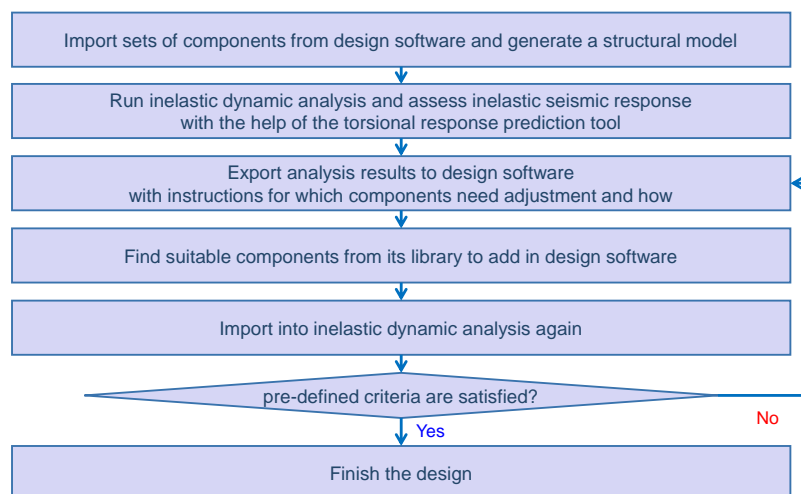 Import sets of components from design software and generate a structural model
Run inelastic dynamic analysis and assess inelastic seismic response
with the help of the torsional response prediction tool
Export analysis results to design software
with instructions for which components need adjustment and how
Find suitable components from its library to add in design software
Import into inelastic dynamic analysis again
pre-defined criteria are satisfied?
No
Yes
Finish the design